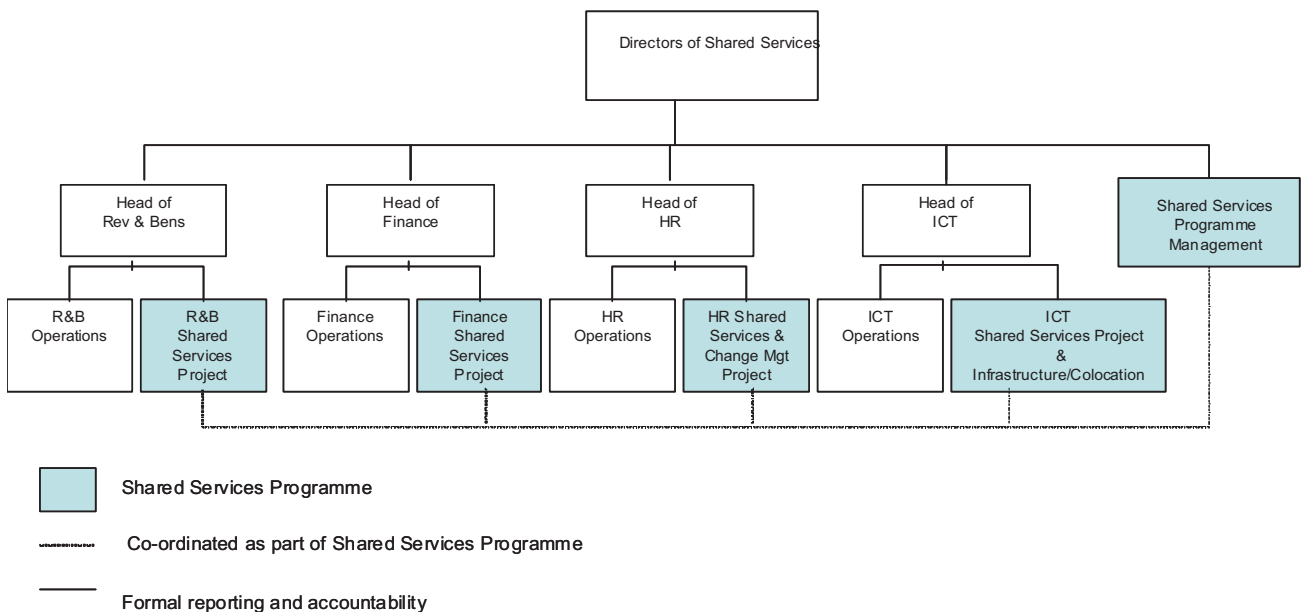 Directors of Shared Services
Head of
Rev & Bens
Head of
Finance
Head of
HR
Head of
ICT
Shared Services
Programme
Management
R&B
Operations
R&B
Shared
Services
Project
Finance
Operations
Finance
Shared
Services
Project
HR
Operations
HR Shared
Services &
Change Mgt
Project
ICT
Operations
ICT
Shared Services Project
&
Infrastructure/Colocation
Shared Services Programme
Co-ordinated as part of Shared Services Programme
Formal reporting and accountability